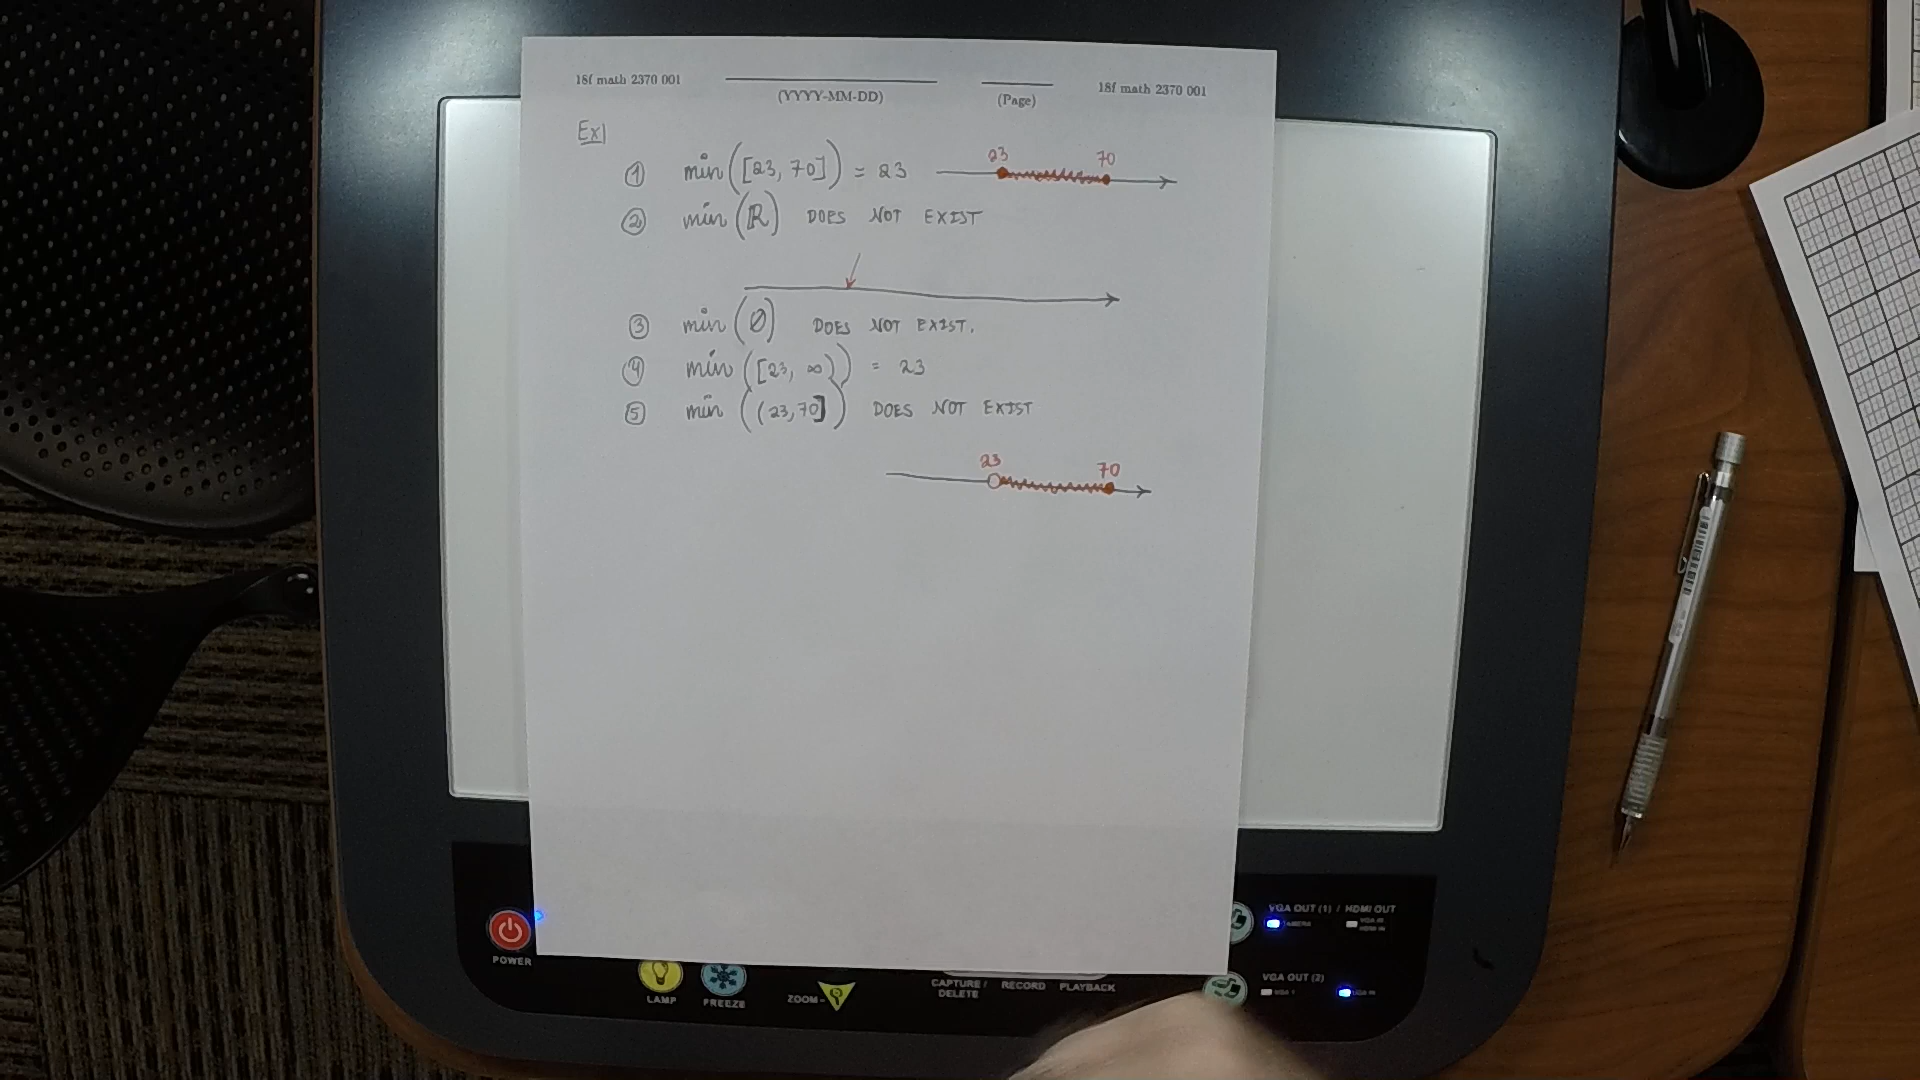 18f math 2370 001 (YYYY-MM-DD) (Page) 18f math 2370 001
Ex1
① min([23, 70]) = 23
23 70
② min(ℝ) DOES NOT EXIST
③ min(∅) DOES NOT EXIST.
④ min([23, ∞)) = 23
⑤ min((23,70]) DOES NOT EXIST
23 70
POWER
LAMP
FREEZE
ZOOM
CAPTURE / DELETE
RECORD
PLAYBACK
VGA OUT (1) / HDMI OUT
VGA OUT (2)